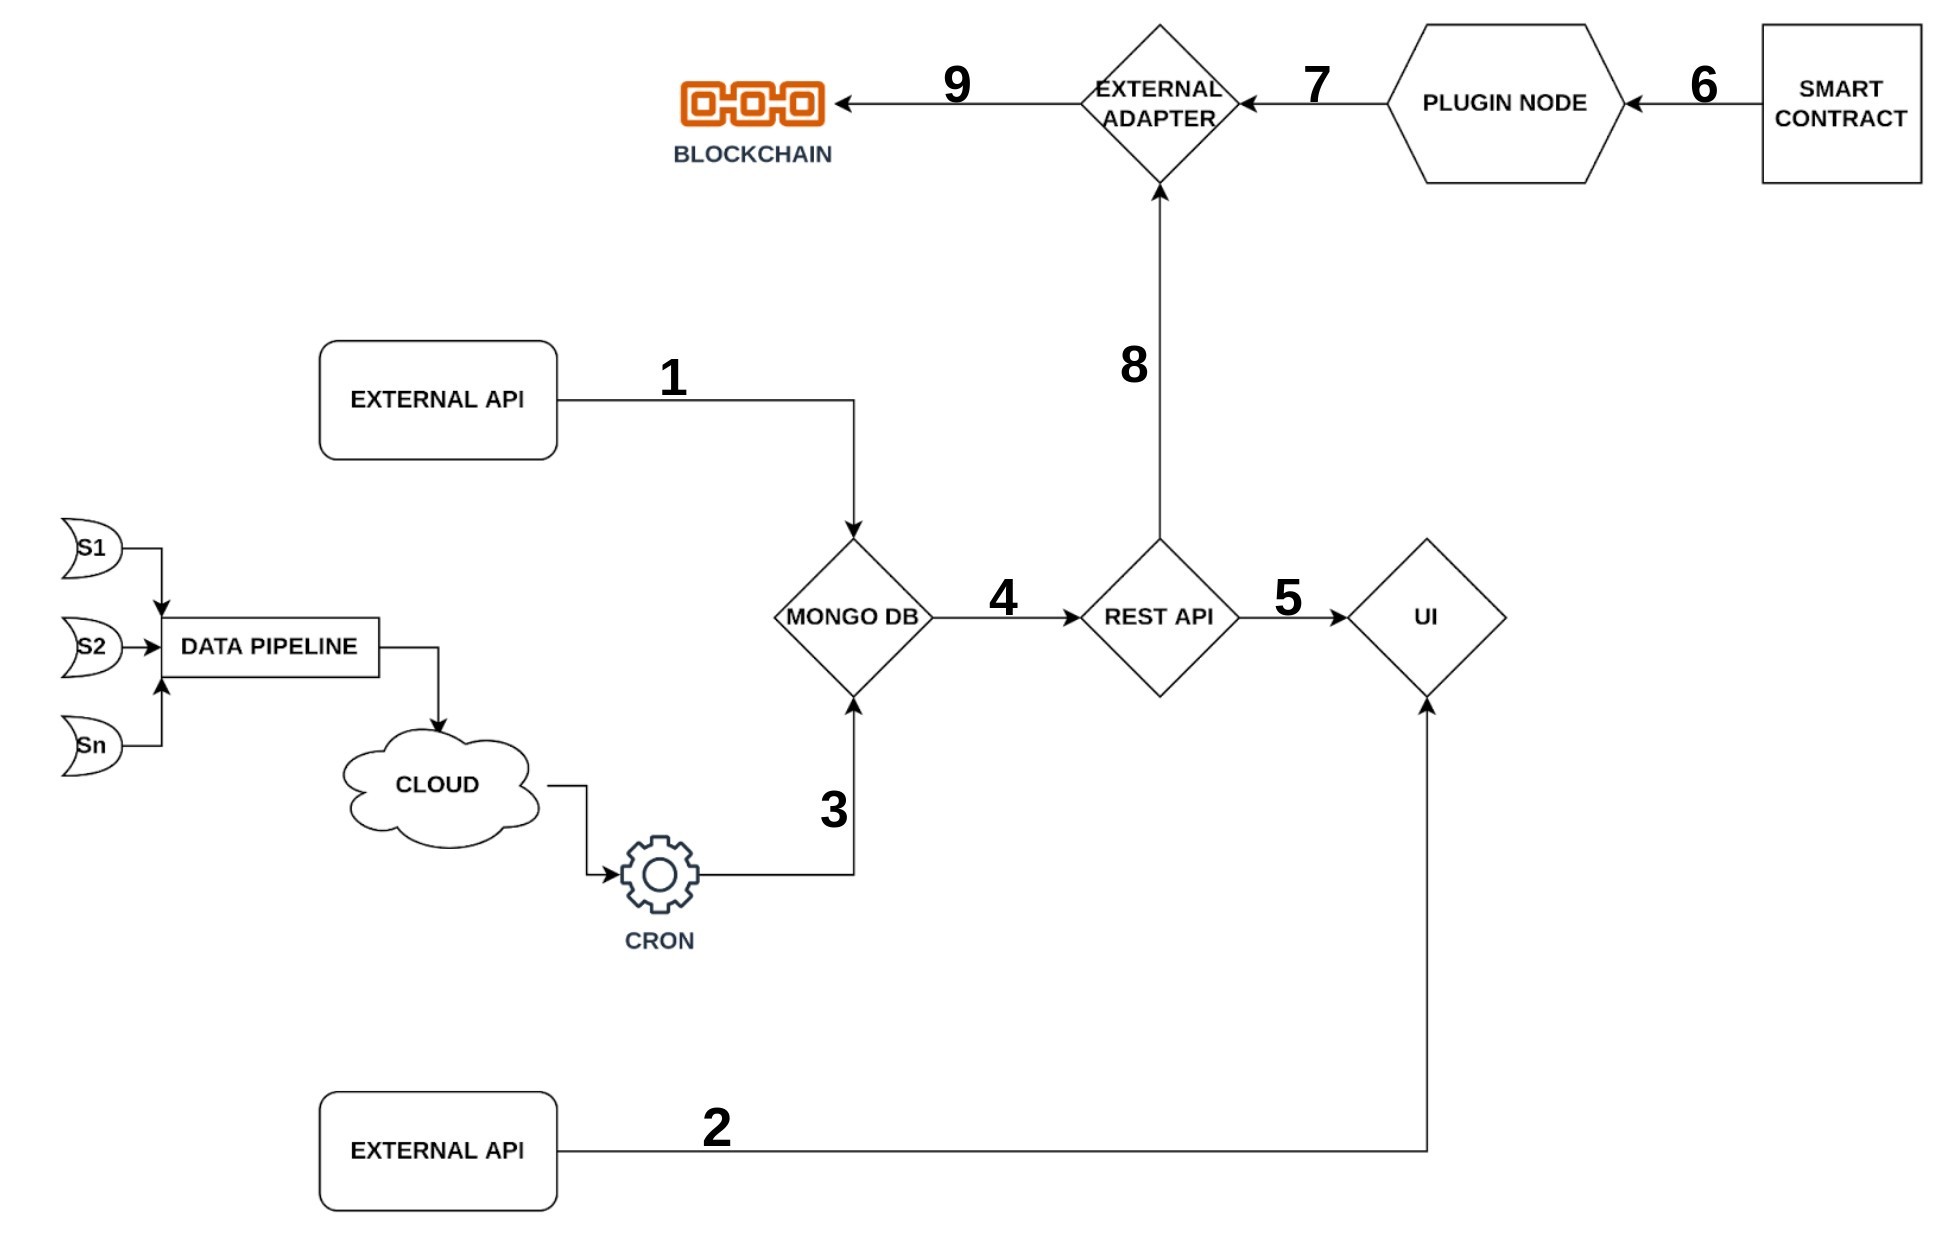 9
7
6
EXTERNAL
ADAPTER
PLUGIN NODE
SMART
CONTRACT
BLOCKCHAIN
8
1
EXTERNAL API
S1
S2
Sn
DATA PIPELINE
MONGO DB
4
REST API
5
UI
CLOUD
3
CRON
2
EXTERNAL API